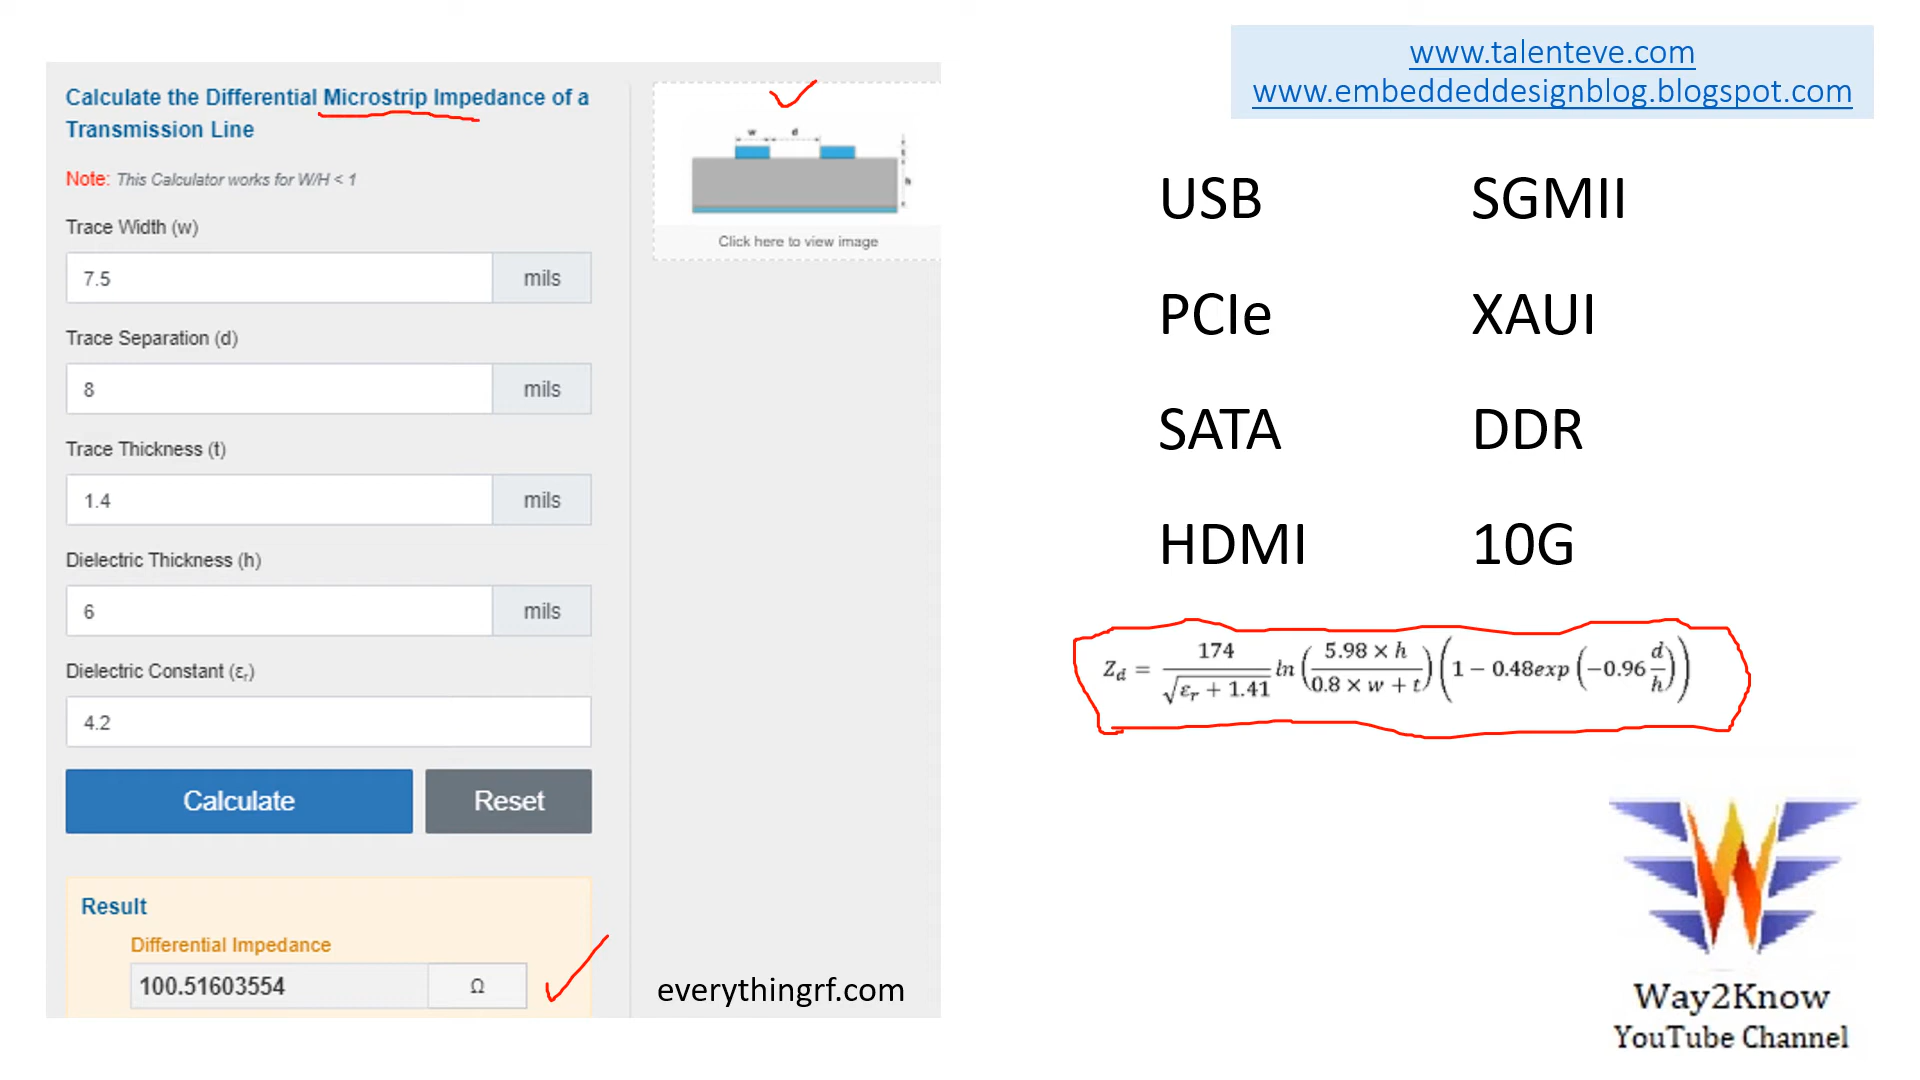 Calculate the Differential Microstrip Impedance of a
Transmission Line
Note: This Calculator works for W/H < 1
Trace Width (w)
7.5 mils
Trace Separation (d)
8 mils
Trace Thickness (t)
1.4 mils
Dielectric Thickness (h)
6 mils
Dielectric Constant (εr)
4.2
Calculate Reset
Result
Differential Impedance
100.51603554 Ω
w d
t
h
Click here to view image
everythingrf.com
www.talenteve.com
www.embeddeddesignblog.blogspot.com
USB SGMII
PCIe XAUI
SATA DDR
HDMI 10G
Z_d = 174/√(ε_r + 1.41) ln (5.98 × h / 0.8 × w + t) (1 − 0.48exp (−0.96 d/h))
Way2Know
YouTube Channel